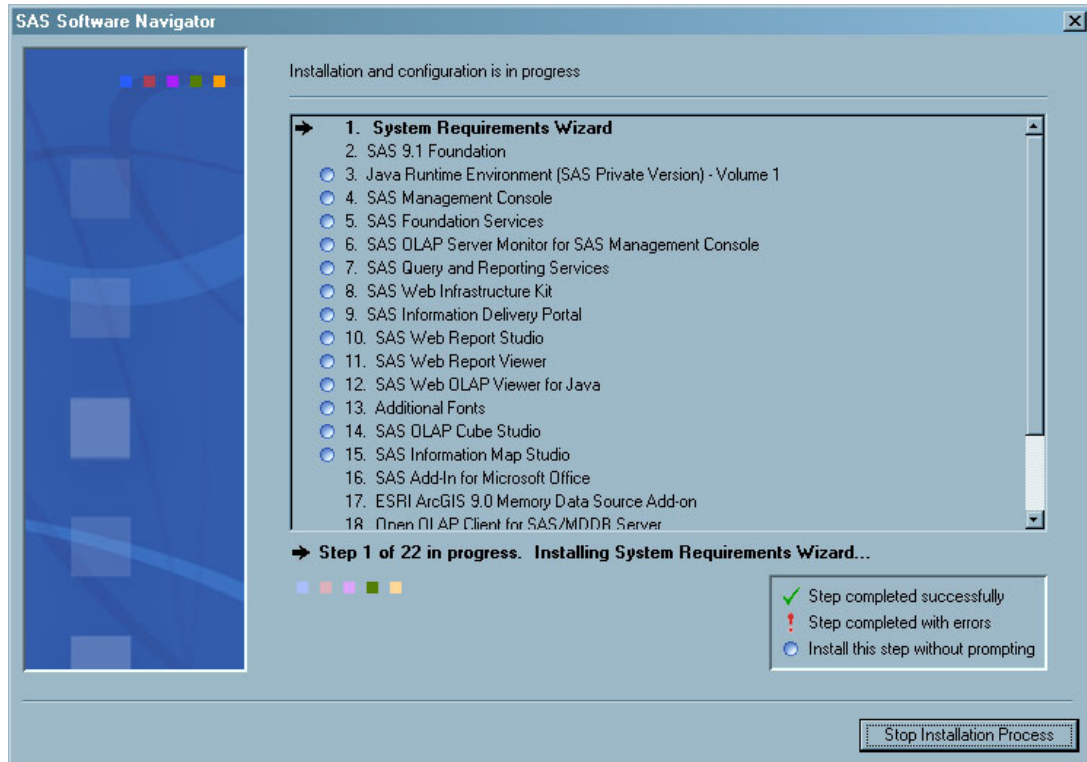 SAS Software Navigator
Installation and configuration is in progress
1. System Requirements Wizard
2. SAS 9.1 Foundation
3. Java Runtime Environment (SAS Private Version) - Volume 1
4. SAS Management Console
5. SAS Foundation Services
6. SAS OLAP Server Monitor for SAS Management Console
7. SAS Query and Reporting Services
8. SAS Web Infrastructure Kit
9. SAS Information Delivery Portal
10. SAS Web Report Studio
11. SAS Web Report Viewer
12. SAS Web OLAP Viewer for Java
13. Additional Fonts
14. SAS OLAP Cube Studio
15. SAS Information Map Studio
16. SAS Add-In for Microsoft Office
17. ESRI ArcGIS 9.0 Memory Data Source Add-on
18. Open OLAP Client for SAS/MDDB Server
Step 1 of 22 in progress. Installing System Requirements Wizard...
Step completed successfully
Step completed with errors
Install this step without prompting
Stop Installation Process